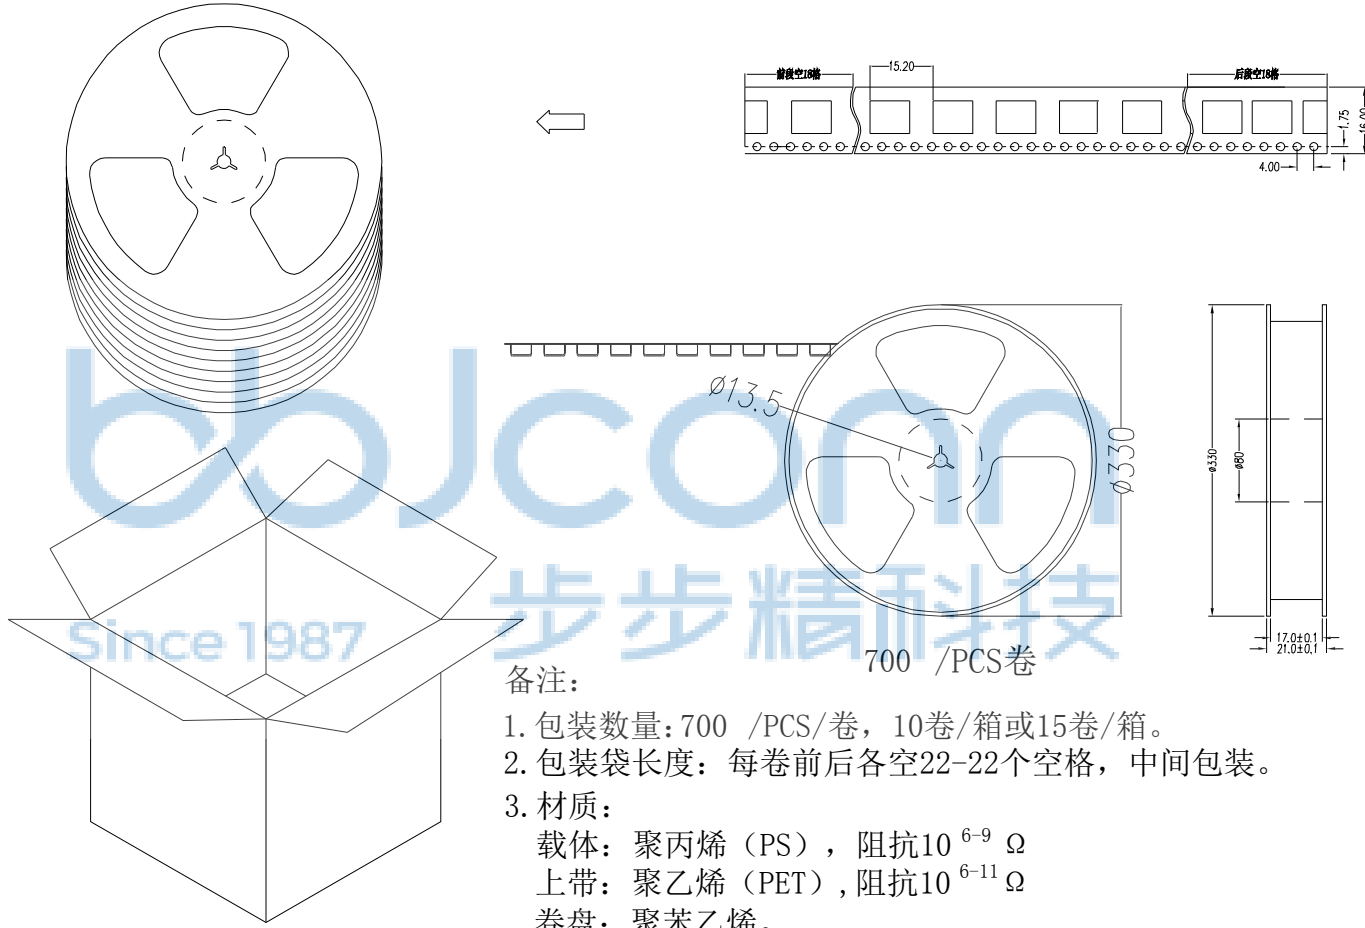 前段空18格
15.20
后段空18格
1.75
16.00
4.00
Ø13.5
Ø330
ø330
ø80
17.0±0.1
21.0±0.1
bbjconn
步步精科技
Since 1987
700 /PCS卷
备注：
1.包装数量:700 /PCS/卷，10卷/箱或15卷/箱。
2.包装袋长度：每卷前后各空22-22个空格，中间包装。
3.材质：
载体：聚丙烯（PS），阻抗10 6-9 Ω
上带：聚乙烯（PET）,阻抗10 6-11 Ω
卷盘：聚苯乙烯。